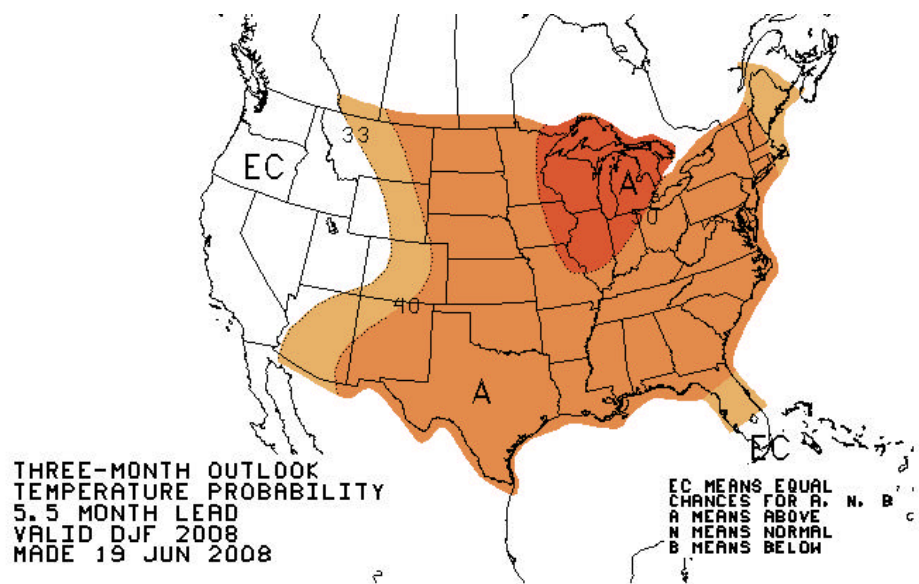 33
EC
A
40
A
EC
THREE-MONTH OUTLOOK
TEMPERATURE PROBABILITY
5.5 MONTH LEAD
VALID DJF 2008
MADE 19 JUN 2008
EC MEANS EQUAL
CHANCES FOR A, N, B
A MEANS ABOVE
N MEANS NORMAL
B MEANS BELOW